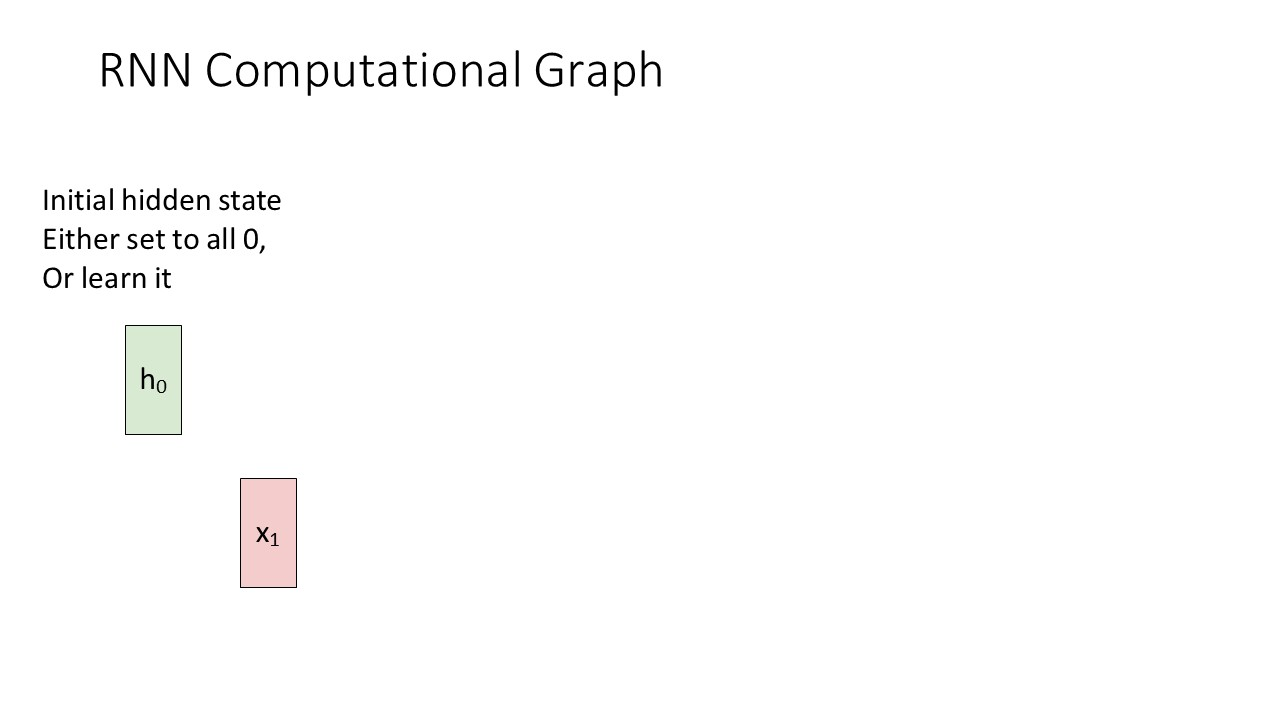 RNN Computational Graph
Initial hidden state
Either set to all 0,
Or learn it
h₀
x₁